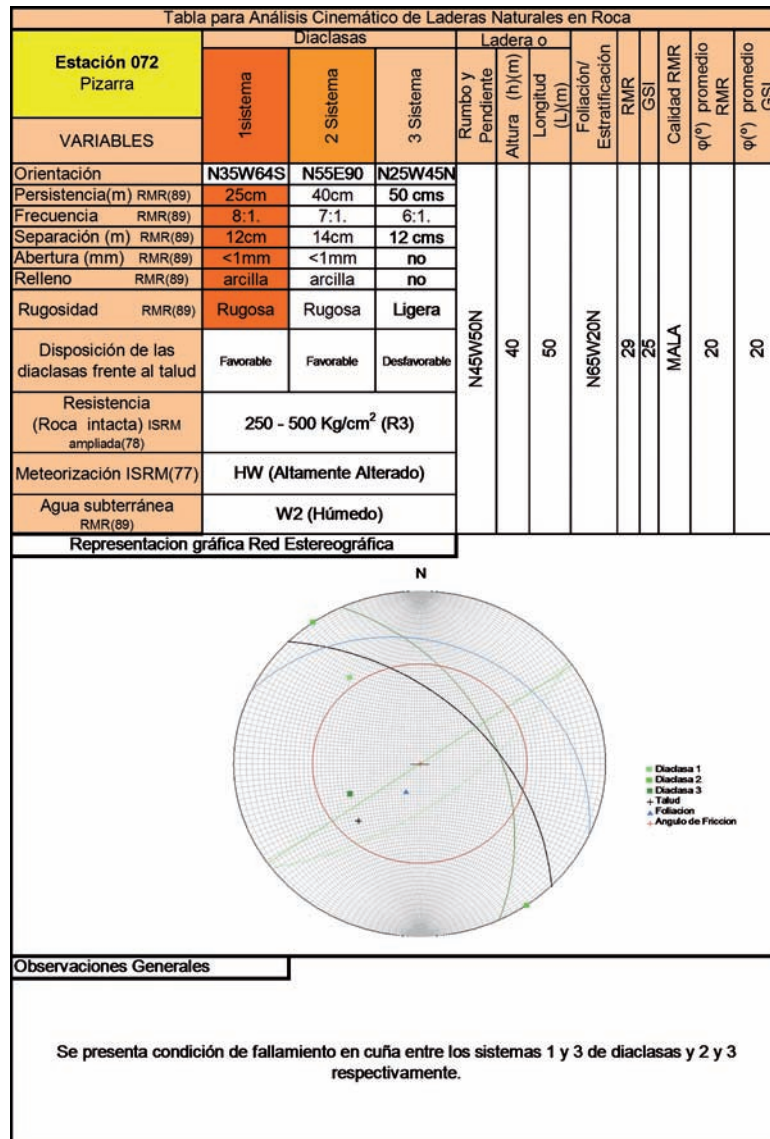 Tabla para Análisis Cinemático de Laderas Naturales en Roca
Estación 072
Pizarra
VARIABLES
Diaclasas
1sistema
2 Sistema
3 Sistema
Ladera o
Rumbo y
Pendiente
Altura (h)(m)
Longitud
(L)(m)
Foliación/
Estratificación
RMR
GSI
Calidad RMR
φ(º) promedio
RMR
φ(º) promedio
GSI
Orientación N35W64S N55E90 N25W45N
Persistencia(m) RMR(89) 25cm 40cm 50 cms
Frecuencia RMR(89) 8:1. 7:1. 6:1.
Separación (m) RMR(89) 12cm 14cm 12 cms
Abertura (mm) RMR(89) <1mm <1mm no
Relleno RMR(89) arcilla arcilla no
Rugosidad RMR(89) Rugosa Rugosa Ligera
Disposición de las
diaclasas frente al talud
Favorable Favorable Desfavorable
Resistencia
(Roca intacta) ISRM
ampliada(78)
250 - 500 Kg/cm² (R3)
Meteorización ISRM(77) HW (Altamente Alterado)
Agua subterránea
RMR(89)
W2 (Húmedo)
N45W50N
40
50
N65W20N
29
25
MALA
20
20
Representacion gráfica Red Estereográfica
N
Diaclasa 1
Diaclasa 2
Diaclasa 3
Talud
Foliacion
Angulo de Friccion
Observaciones Generales
Se presenta condición de fallamiento en cuña entre los sistemas 1 y 3 de diaclasas y 2 y 3
respectivamente.